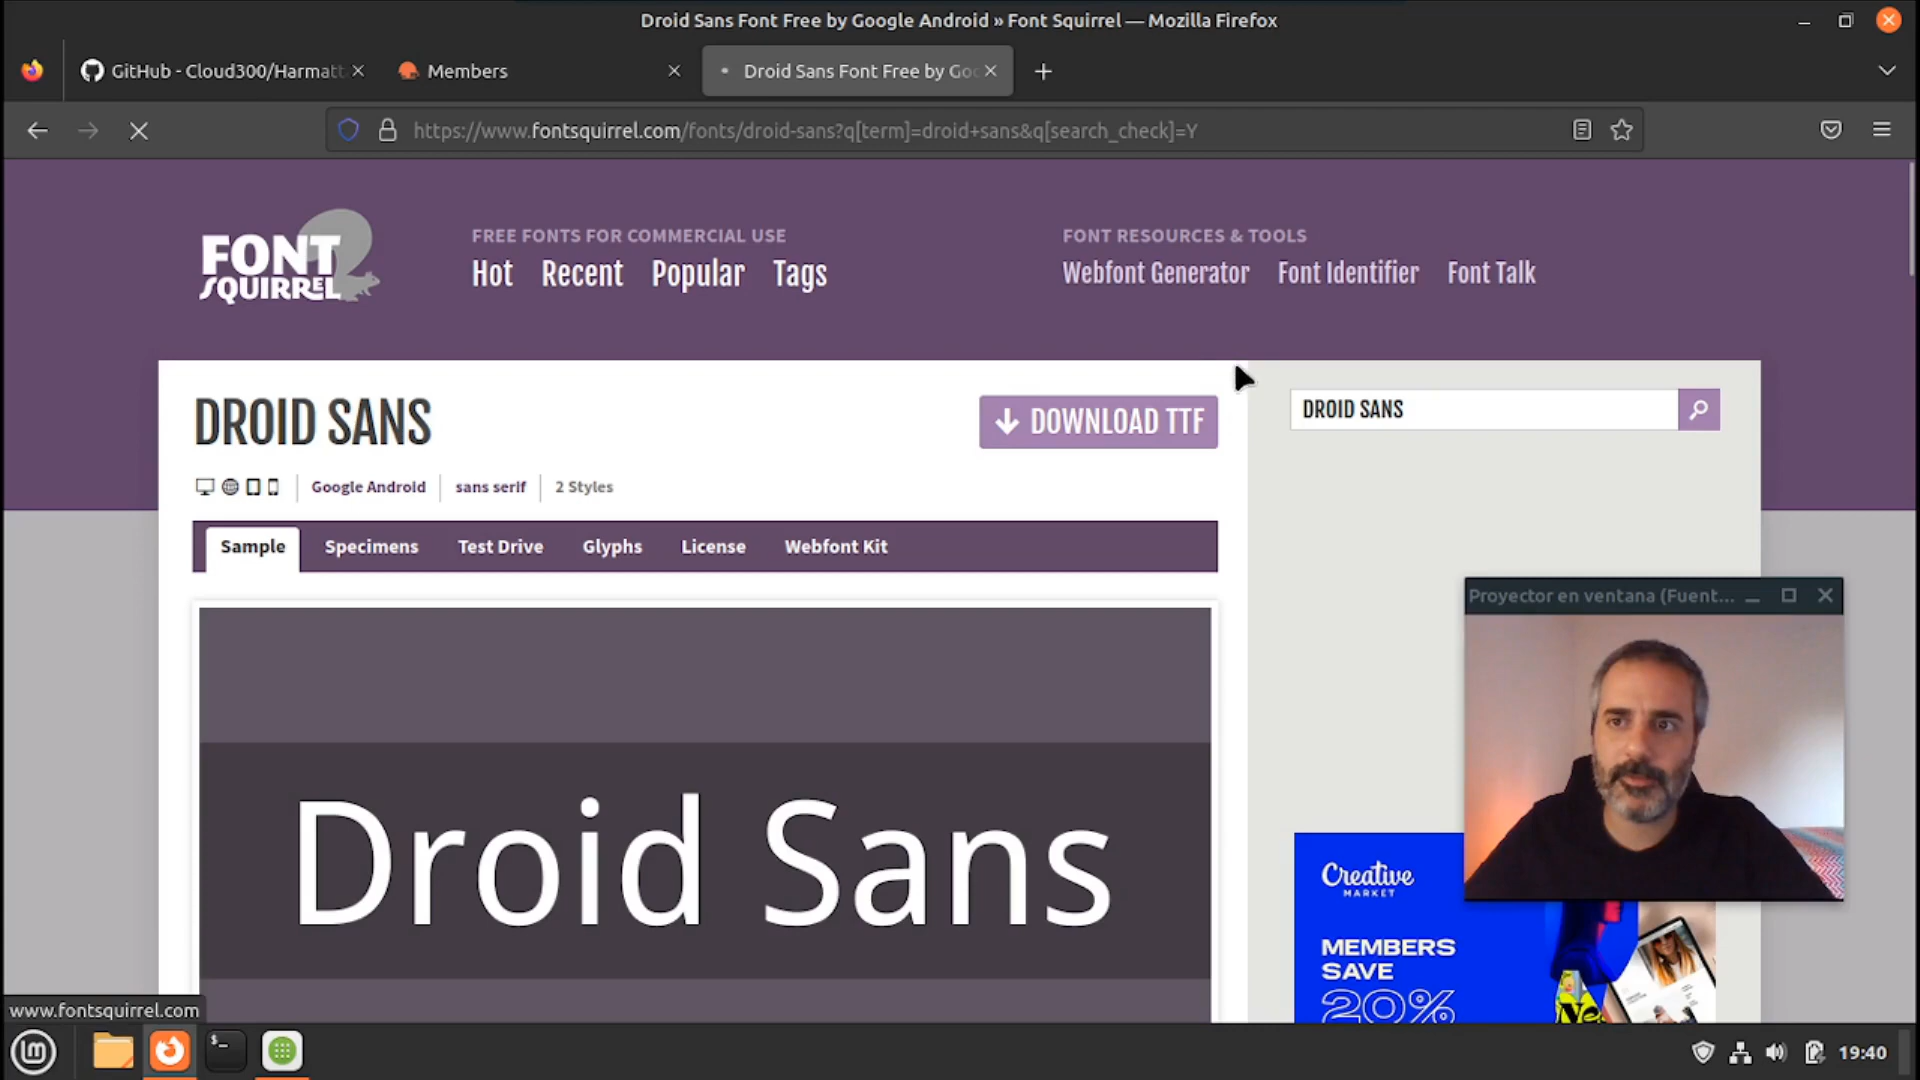 Droid Sans Font Free by Google Android » Font Squirrel — Mozilla Firefox
GitHub - Cloud300/Harmatt
Members
Droid Sans Font Free by Goo
https://www.fontsquirrel.com/fonts/droid-sans?q[term]=droid+sans&q[search_check]=Y
FONT
SQUIRREL
FREE FONTS FOR COMMERCIAL USE
Hot Recent Popular Tags
FONT RESOURCES & TOOLS
Webfont Generator Font Identifier Font Talk
DROID SANS
DOWNLOAD TTF
DROID SANS
Google Android sans serif 2 Styles
Sample Specimens Test Drive Glyphs License Webfont Kit
Proyector en ventana (Fuent...
Droid Sans
Creative
MARKET
MEMBERS
SAVE
20%
www.fontsquirrel.com
19:40